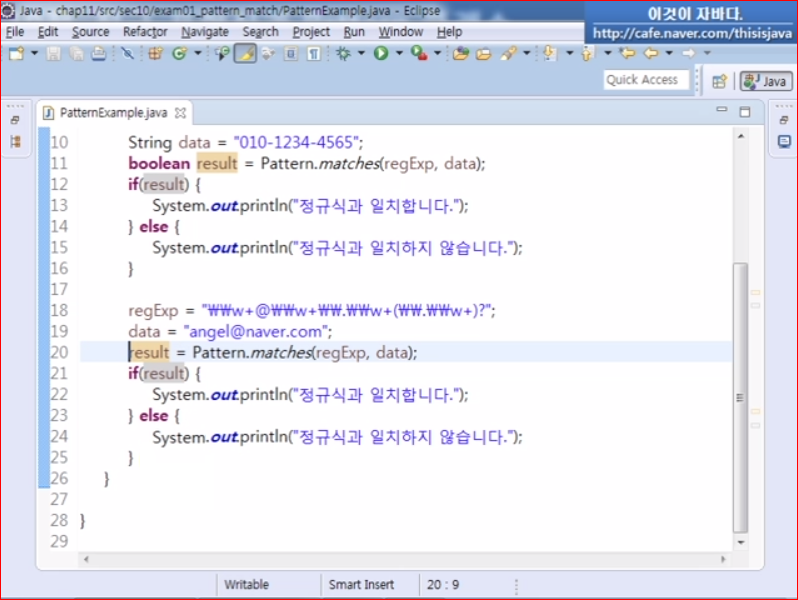 Java - chap11/src/sec10/exam01_pattern_match/PatternExample.java - Eclipse
이것이 자바다.
http://cafe.naver.com/thisisjava
File Edit Source Refactor Navigate Search Project Run Window Help
Quick Access
Java
PatternExample.java
10 String data = "010-1234-4565";
11 boolean result = Pattern.matches(regExp, data);
12 if(result) {
13 System.out.println("정규식과 일치합니다.");
14 } else {
15 System.out.println("정규식과 일치하지 않습니다.");
16 }
17
18 regExp = "₩₩w+@₩₩w+₩₩.₩₩w+(₩₩.₩₩w+)?";
19 data = "angel@naver.com";
20 result = Pattern.matches(regExp, data);
21 if(result) {
22 System.out.println("정규식과 일치합니다.");
23 } else {
24 System.out.println("정규식과 일치하지 않습니다.");
25 }
26 }
27
28 }
29
Writable Smart Insert 20 : 9